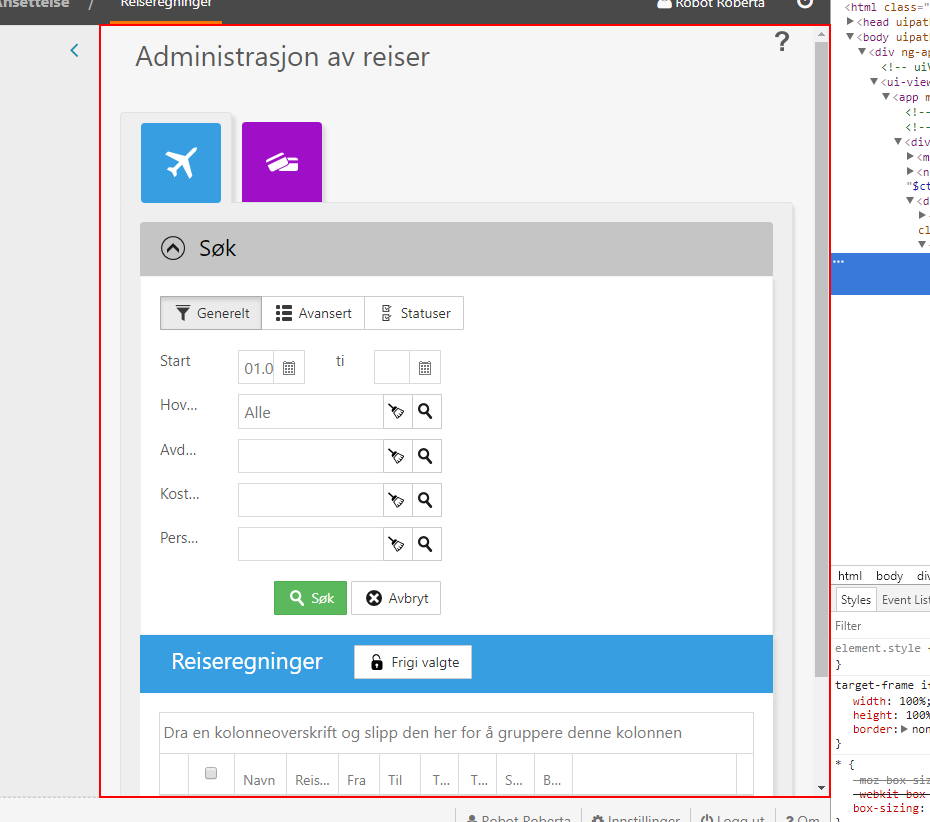 Ansettelse / Reiseregninger Robot Roberta
Administrasjon av reiser ?
Søk
Generelt Avansert Statuser
Start 01.0 ti
Hov... Alle
Avd...
Kost...
Pers...
Søk Avbryt
Reiseregninger Frigi valgte
Dra en kolonneoverskrift og slipp den her for å gruppere denne kolonnen
Navn Reis... Fra Til T... T... S... B...
Robot Roberta Innstillinger Logg ut ? Om
<html class="
<head uipat
<body uipat
<div ng-ap
<!-- uiV
<ui-view
<app m
<!--
<!--
<div
<m
<n
"$ct
<d
cl
...
html body div
Styles Event List
Filter
element.style
}
target-frame i
width: 100%;
height: 100%
border: non
}
* {
-moz-box-siz
-webkit-box
box-sizing:
}